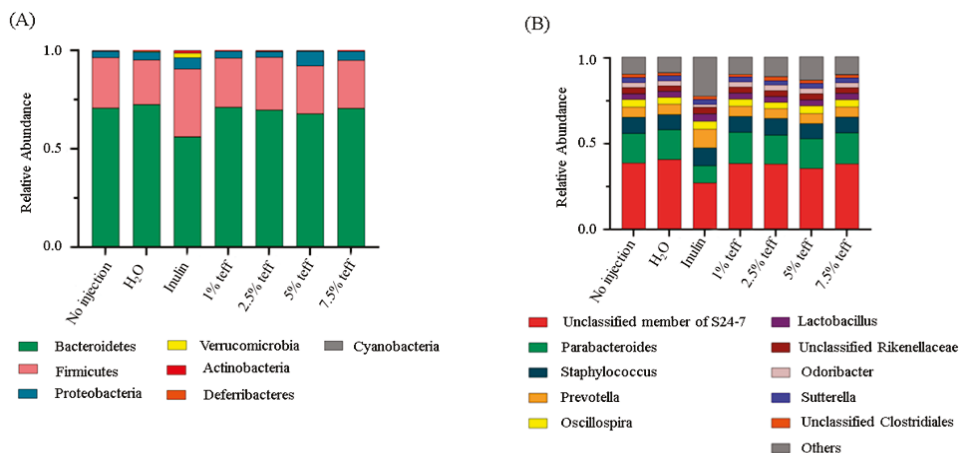 (A)
Relative Abundance
1.0
0.5
0.0
No injection
H₂O
Inulin
1% teff
2.5% teff
5% teff
7.5% teff
Bacteroidetes
Firmicutes
Proteobacteria
Verrucomicrobia
Actinobacteria
Deferribacteres
Cyanobacteria
(B)
Relative Abundance
1.0
0.5
0.0
No injection
H₂O
Inulin
1% teff
2.5% teff
5% teff
7.5% teff
Unclassified member of S24-7
Parabacteroides
Staphylococcus
Prevotella
Oscillospira
Lactobacillus
Unclassified Rikenellaceae
Odoribacter
Sutterella
Unclassified Clostridiales
Others